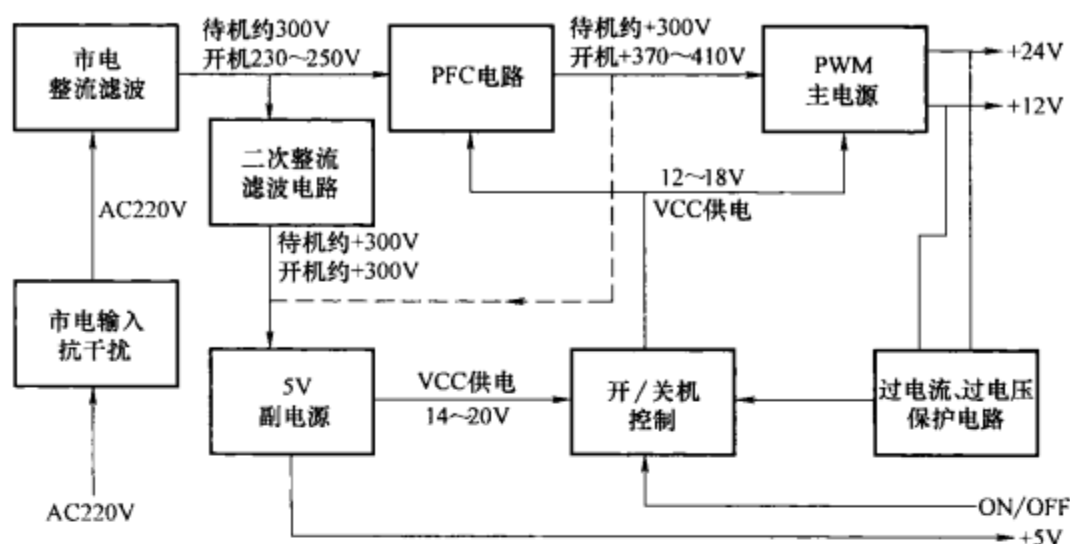 市电
整流滤波
待机约300V
开机230～250V
PFC电路
待机约+300V
开机+370～410V
PWM
主电源
+24V
+12V
二次整流
滤波电路
12～18V
VCC供电
AC220V
待机约+300V
开机约+300V
市电输入
抗干扰
5V
副电源
VCC供电
14～20V
开/关机
控制
过电流、过电压
保护电路
AC220V
ON/OFF
+5V